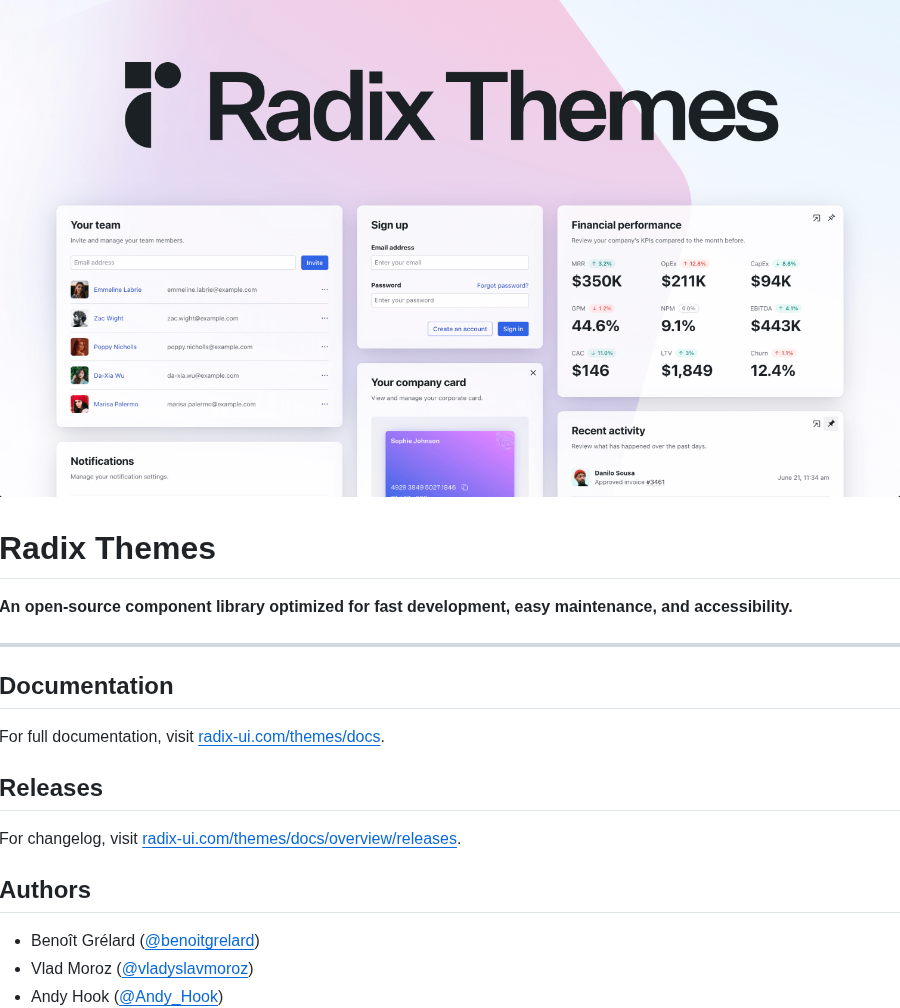 Radix Themes
Your team
Invite and manage your team members.
Email address
Invite
Emmeline Labrie
emmeline.labrie@example.com
Zac Wight
zac.wight@example.com
Poppy Nicholls
poppy.nicholls@example.com
Da-Xia Wu
da-xia.wu@example.com
Marisa Palermo
marisa.palermo@example.com
Notifications
Manage your notification settings.
Sign up
Email address
Enter your email
Password
Forgot password?
Enter your password
Create an account
Sign in
Your company card
View and manage your corporate card.
Sophie Johnson
4929 3849 5027 1846
Financial performance
Review your company's KPIs compared to the month before.
MRR ↑ 3.2%
$350K
OpEx ↑ 12.8%
$211K
CapEx ↓ 8.8%
$94K
GPM ↓ 1.2%
44.6%
NPM 0.0%
9.1%
EBITDA ↑ 4.1%
$443K
CAC ↓ 11.0%
$146
LTV ↑ 3%
$1,849
Churn ↑ 1.1%
12.4%
Recent activity
Review what has happened over the past days.
Danilo Sousa
Approved invoice #3461
June 21, 11:34 am
Radix Themes
An open-source component library optimized for fast development, easy maintenance, and accessibility.
Documentation
For full documentation, visit radix-ui.com/themes/docs.
Releases
For changelog, visit radix-ui.com/themes/docs/overview/releases.
Authors
Benoît Grélard (@benoitgrelard)
Vlad Moroz (@vladyslavmoroz)
Andy Hook (@Andy_Hook)